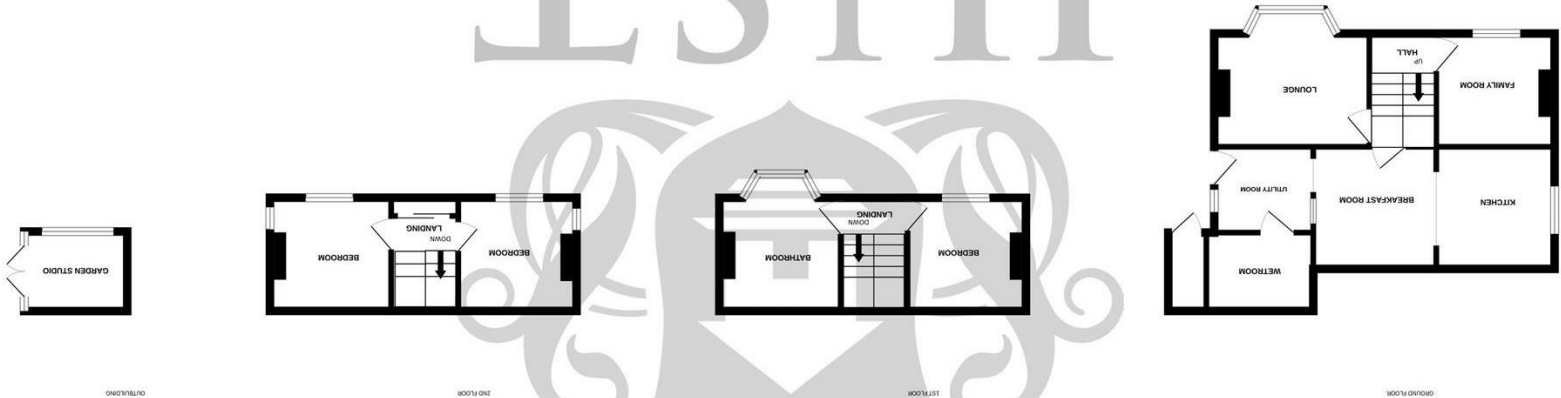 GROUND FLOOR
WETROOM
KITCHEN
BREAKFAST ROOM
UTILITY ROOM
FAMILY ROOM
LOUNGE
UP
HALL
1ST FLOOR
BEDROOM
BATHROOM
DOWN
LANDING
2ND FLOOR
BEDROOM
BEDROOM
DOWN
LANDING
OUTBUILDING
GARDEN STUDIO